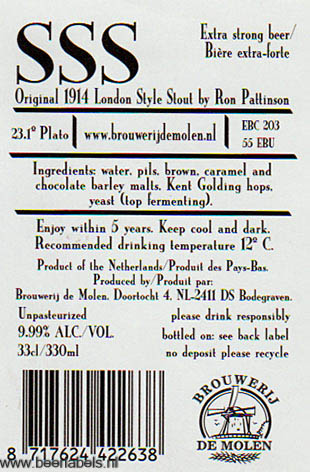 SSS
Extra strong beer/
Bière extra-forte
Original 1914 London Style Stout by Ron Pattinson
23.1º Plato
www.brouwerijdemolen.nl
EBC 203
55 EBU
Ingredients: water, pils, brown, caramel and
chocolate barley malts. Kent Golding hops,
yeast (top fermenting).
Enjoy within 5 years. Keep cool and dark.
Recommended drinking temperature 12º C.
Product of the Netherlands/Produit des Pays-Bas.
Produced by/Produit par:
Brouwerij de Molen, Doortocht 4, NL-2411 DS Bodegraven.
Unpasteurized
please drink responsibly
9.99% ALC./VOL.
bottled on: see back label
33cl/330ml
no deposit please recycle
BROUWERIJ
DE MOLEN
8 717624 422638
www.beerlabels.nl